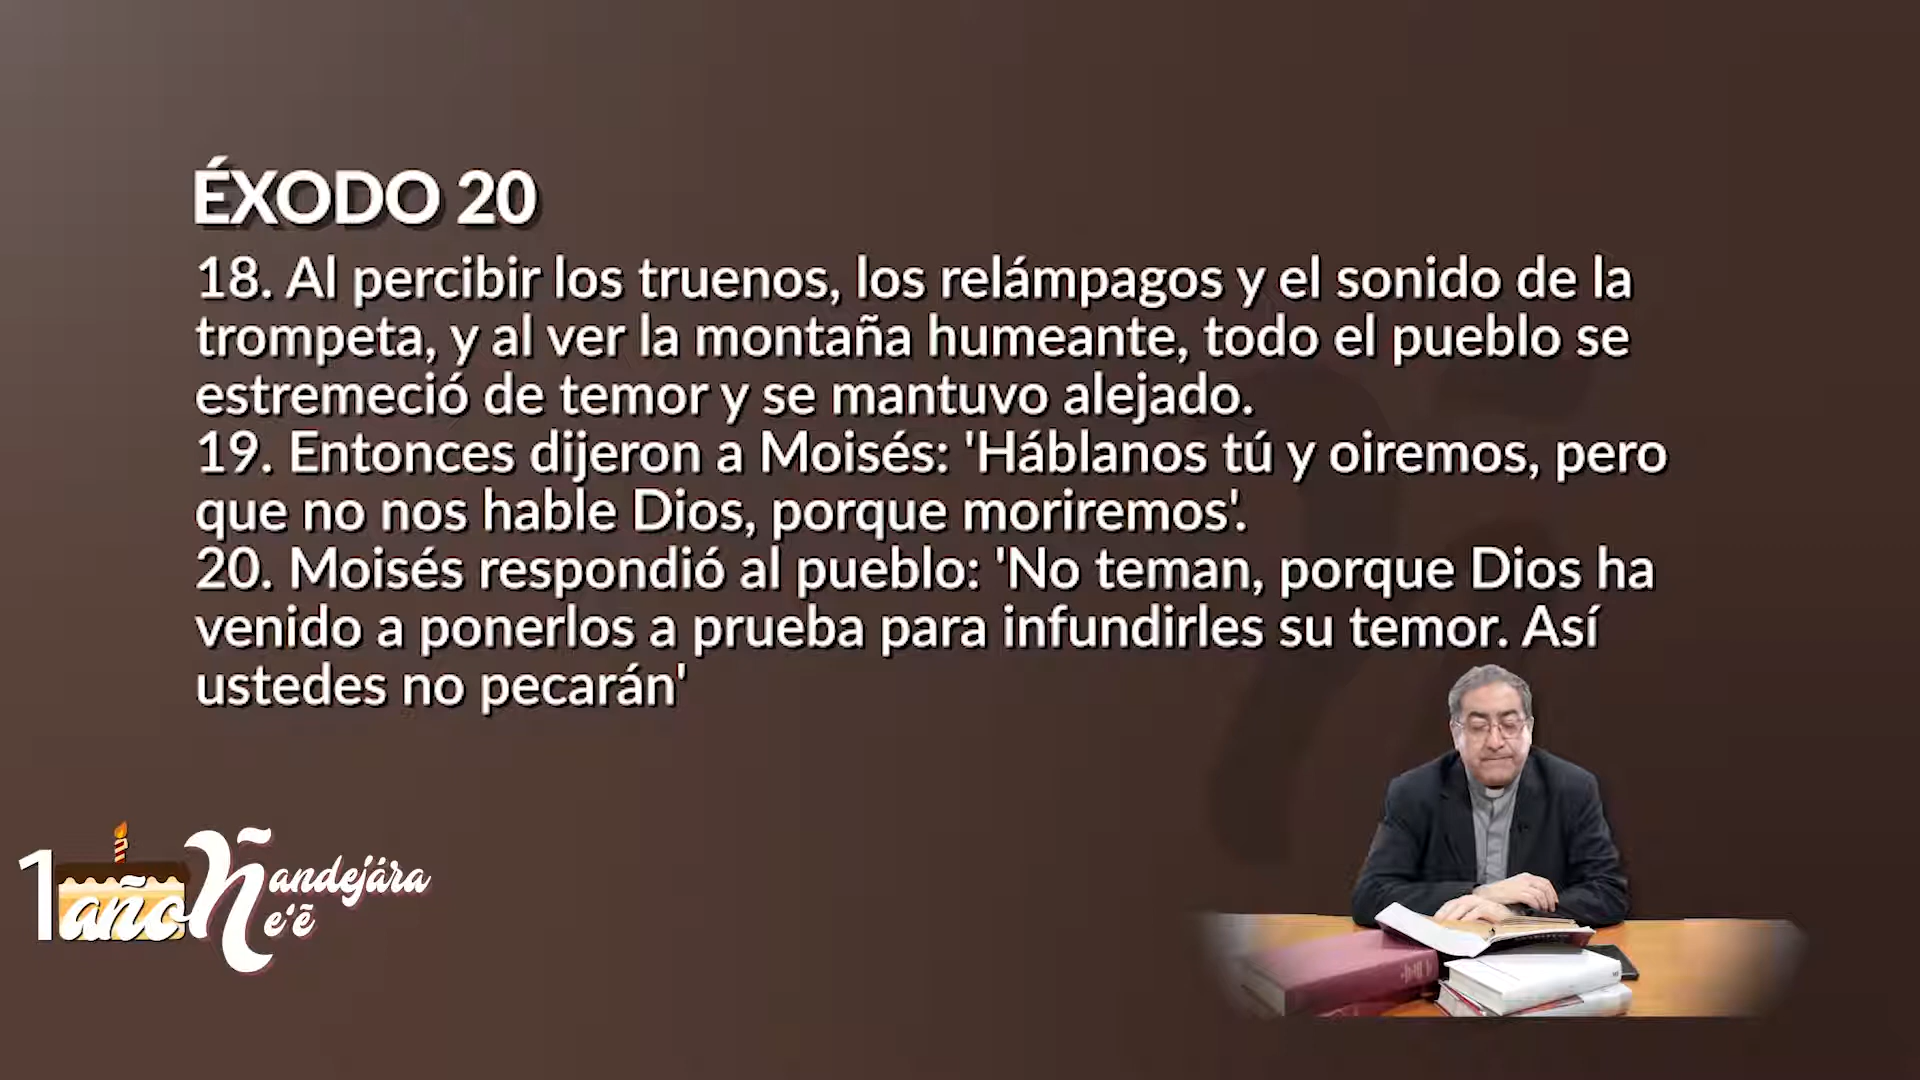 ÉXODO 20
18. Al percibir los truenos, los relámpagos y el sonido de la
trompeta, y al ver la montaña humeante, todo el pueblo se
estremeció de temor y se mantuvo alejado.
19. Entonces dijeron a Moisés: 'Háblanos tú y oiremos, pero
que no nos hable Dios, porque moriremos'.
20. Moisés respondió al pueblo: 'No teman, porque Dios ha
venido a ponerlos a prueba para infundirles su temor. Así
ustedes no pecarán'
1 año
Ñandejára
Ñe'ẽ